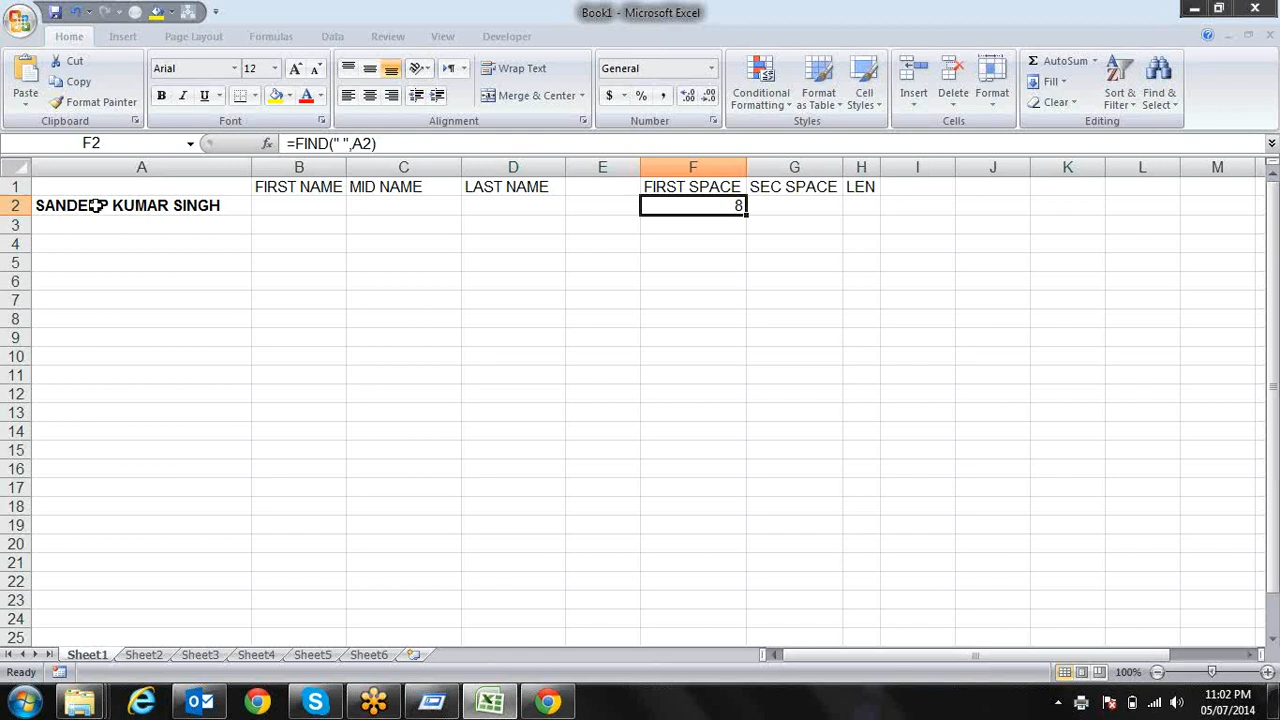 Book1 - Microsoft Excel
Home Insert Page Layout Formulas Data Review View Developer
Paste
Cut
Copy
Format Painter
Clipboard
Arial 12
B I U
Font
Wrap Text
Merge & Center
Alignment
General
$ % ,
Number
Conditional Formatting
Format as Table
Cell Styles
Styles
Insert Delete Format
Cells
AutoSum
Fill
Clear
Sort & Filter
Find & Select
Editing
F2 fx =FIND(" ",A2)
A B C D E F G H I J K L M
1 FIRST NAME MID NAME LAST NAME FIRST SPACE SEC SPACE LEN
2 SANDEEP KUMAR SINGH 8
3
4
5
6
7
8
9
10
11
12
13
14
15
16
17
18
19
20
21
22
23
24
25
Sheet1 Sheet2 Sheet3 Sheet4 Sheet5 Sheet6
Ready 100%
11:02 PM
05/07/2014